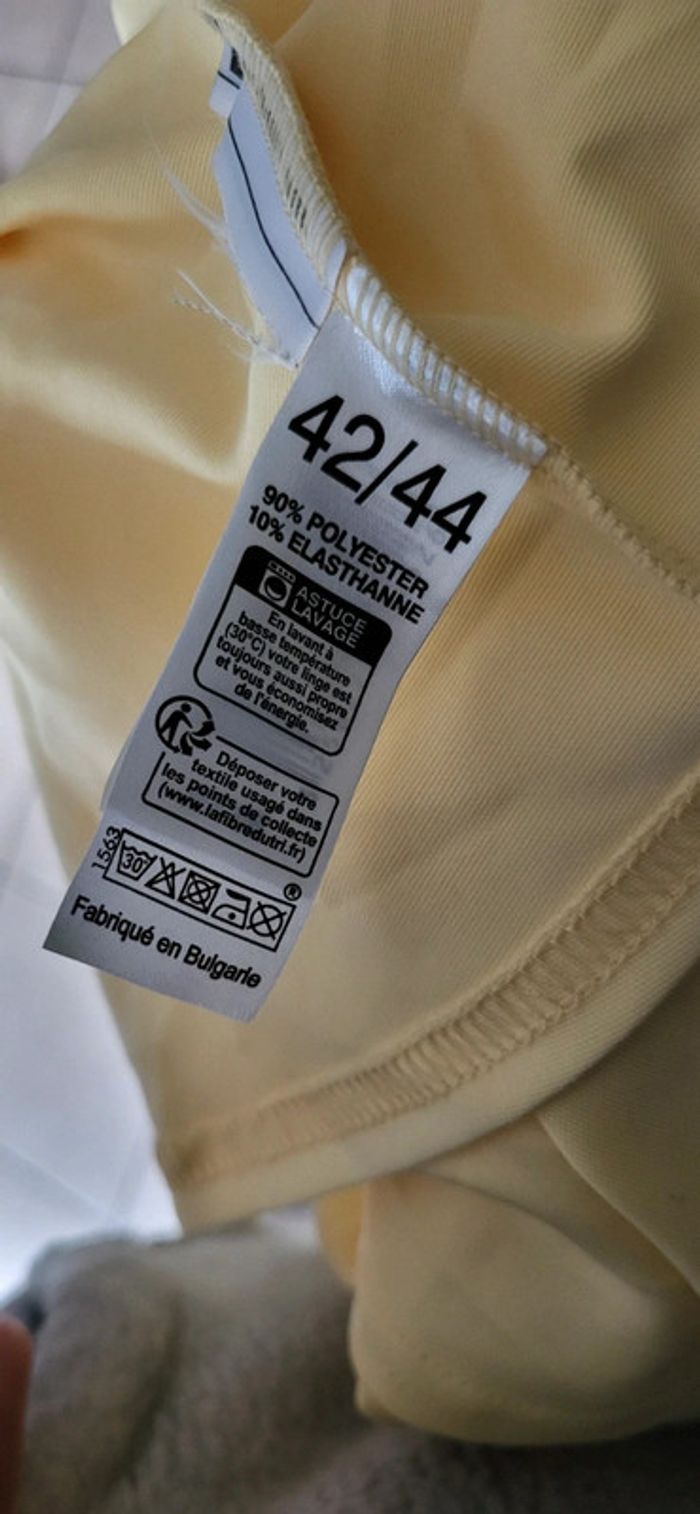 42/44
90% POLYESTER
10% ELASTHANNE
ASTUCE
LAVAGE
En lavant à
basse température
(30°C) votre linge est
toujours aussi propre
et vous économisez
de l'énergie.
Déposer votre
textile usagé dans
les points de collecte
(www.lafibredutri.fr)
1563
30°
®
Fabriqué en Bulgarie